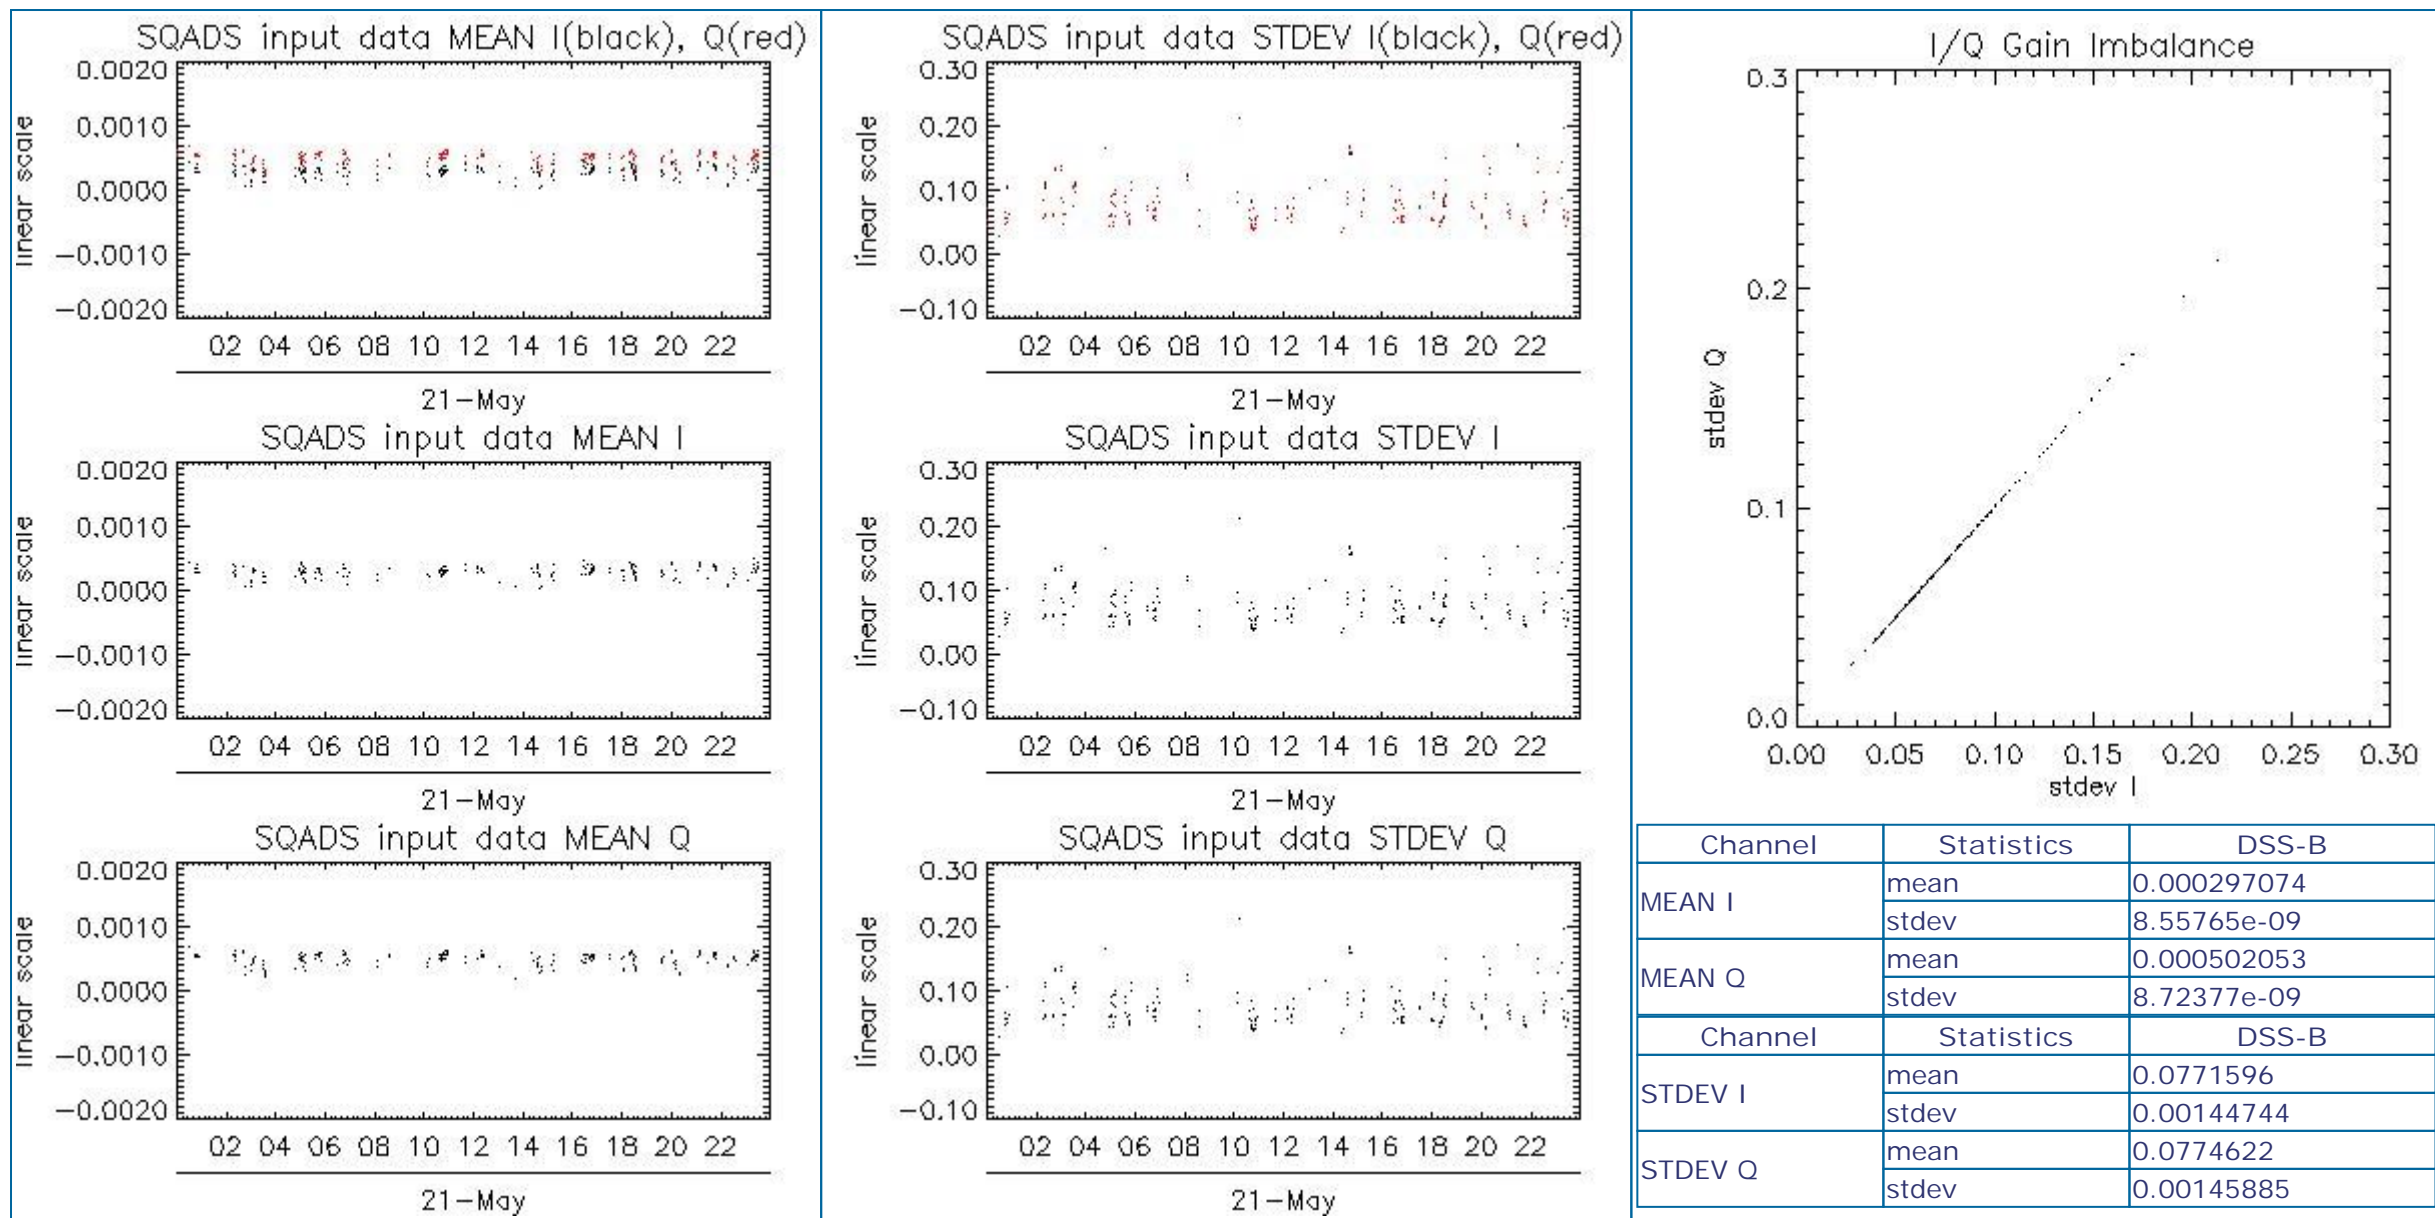 SQADS input data MEAN I(black), Q(red)
0.0020
0.0010
0.0000
−0.0010
−0.0020
linear scale
02 04 06 08 10 12 14 16 18 20 22
21−May
SQADS input data MEAN I
0.0020
0.0010
0.0000
−0.0010
−0.0020
linear scale
02 04 06 08 10 12 14 16 18 20 22
21−May
SQADS input data MEAN Q
0.0020
0.0010
0.0000
−0.0010
−0.0020
linear scale
02 04 06 08 10 12 14 16 18 20 22
21−May
SQADS input data STDEV I(black), Q(red)
0.30
0.20
0.10
0.00
−0.10
linear scale
02 04 06 08 10 12 14 16 18 20 22
21−May
SQADS input data STDEV I
0.30
0.20
0.10
0.00
−0.10
linear scale
02 04 06 08 10 12 14 16 18 20 22
21−May
SQADS input data STDEV Q
0.30
0.20
0.10
0.00
−0.10
linear scale
02 04 06 08 10 12 14 16 18 20 22
21−May
I/Q Gain Imbalance
0.3
0.2
0.1
0.0
stdev Q
0.00 0.05 0.10 0.15 0.20 0.25 0.30
stdev I
Channel Statistics DSS-B
MEAN I mean 0.000297074
stdev 8.55765e-09
MEAN Q mean 0.000502053
stdev 8.72377e-09
Channel Statistics DSS-B
STDEV I mean 0.0771596
stdev 0.00144744
STDEV Q mean 0.0774622
stdev 0.00145885